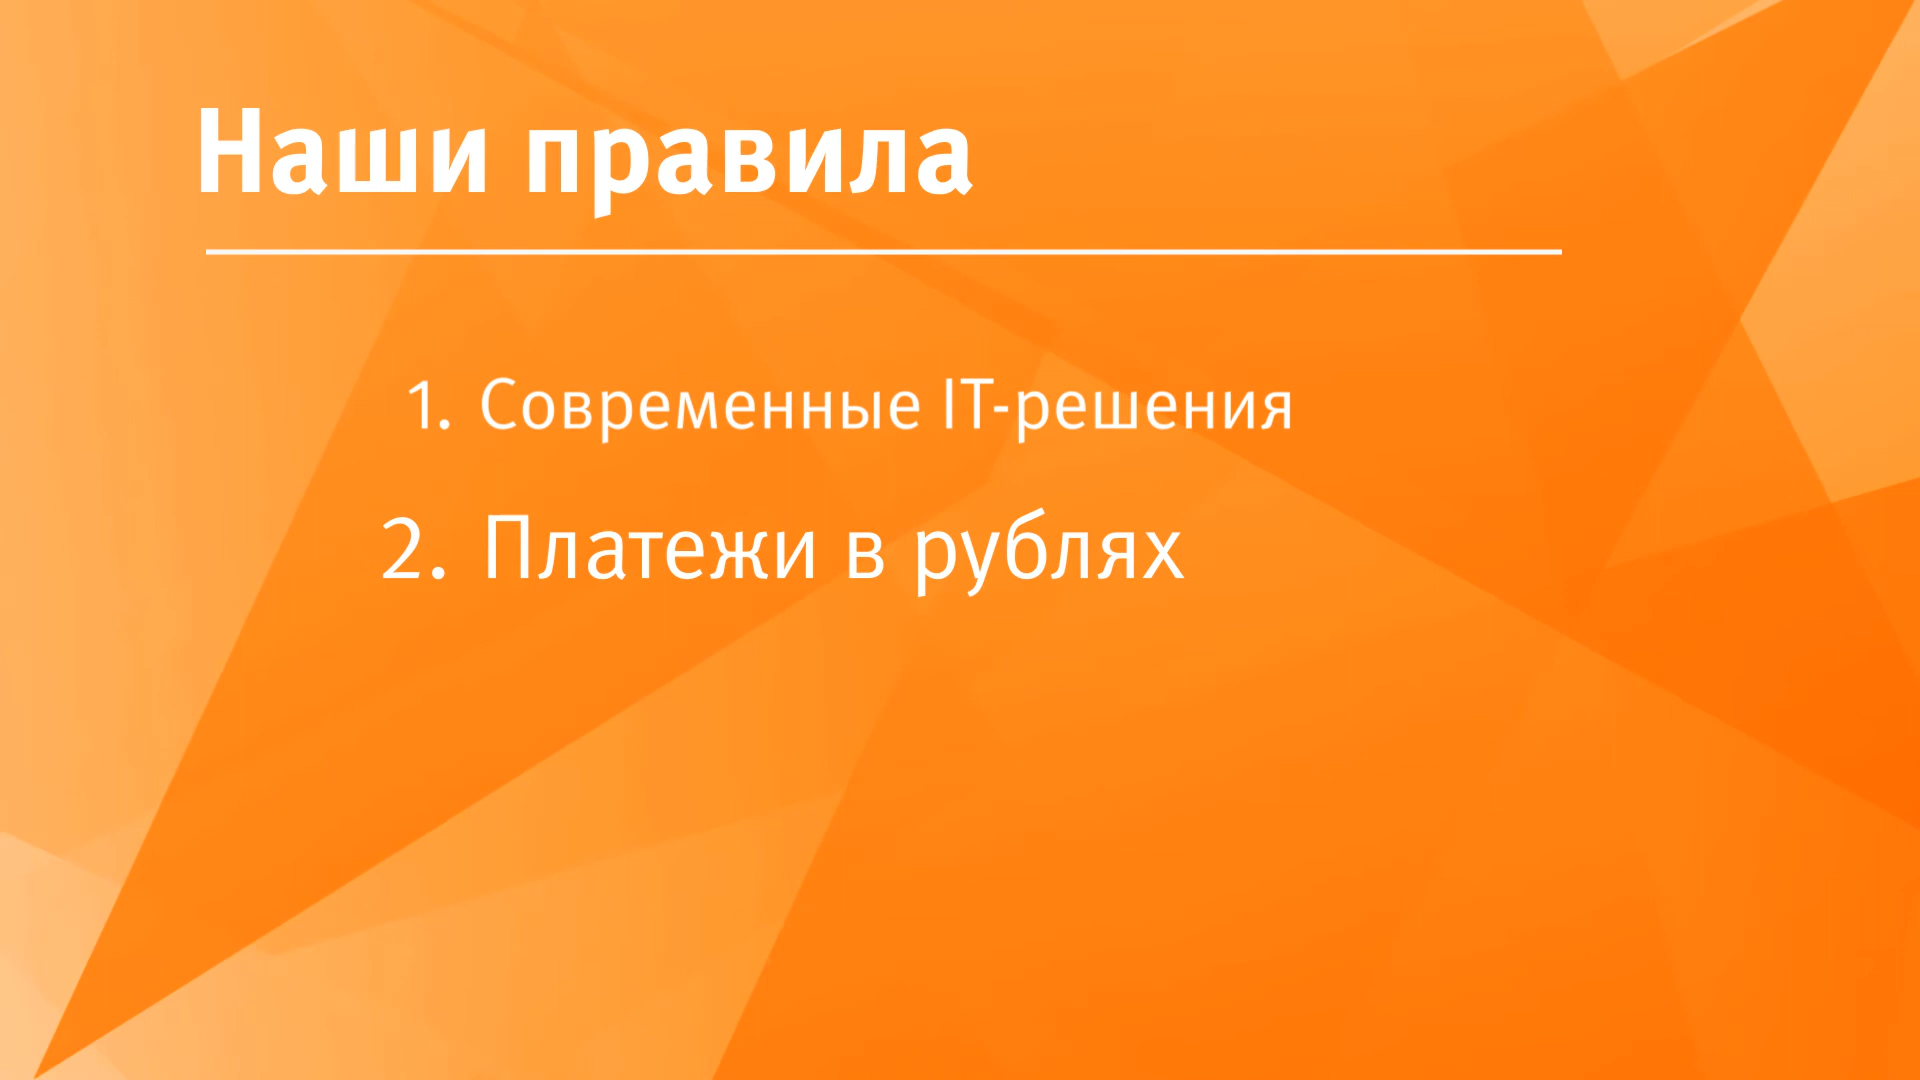 Наши правила
1. Современные IT-решения
2. Платежи в рублях